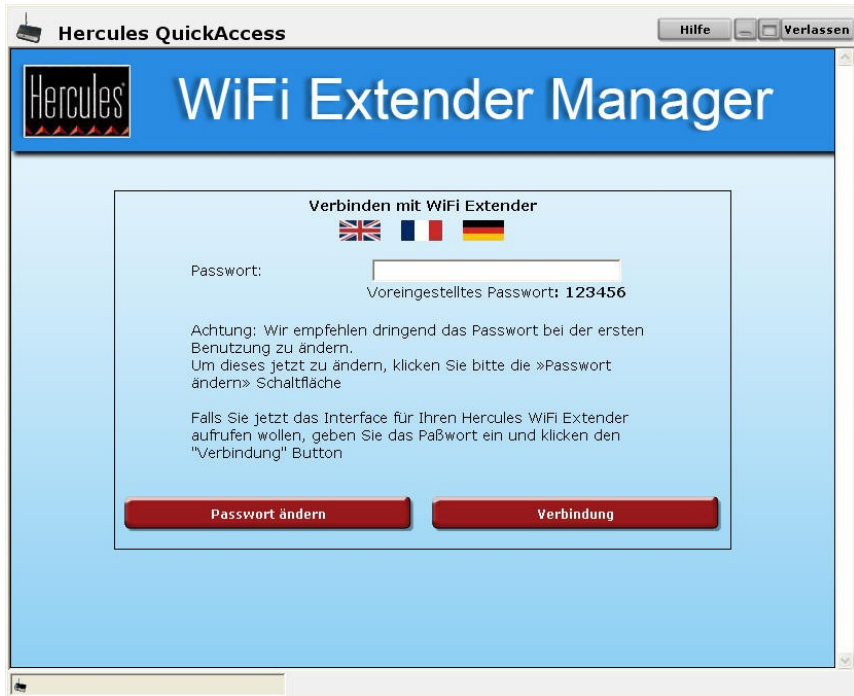 Hercules QuickAccess
Hilfe
Verlassen
Hercules
WiFi Extender Manager
Verbinden mit WiFi Extender
Passwort:
Voreingestelltes Passwort: 123456
Achtung: Wir empfehlen dringend das Passwort bei der ersten
Benutzung zu ändern.
Um dieses jetzt zu ändern, klicken Sie bitte die »Passwort
ändern» Schaltfläche
Falls Sie jetzt das Interface für Ihren Hercules WiFi Extender
aufrufen wollen, geben Sie das Paßwort ein und klicken den
"Verbindung" Button
Passwort ändern
Verbindung